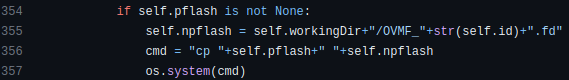 354 if self.pflash is not None:
355 self.npflash = self.workingDir+"/OVMF_"+str(self.id)+".fd"
356 cmd = "cp "+self.pflash+" "+self.npflash
357 os.system(cmd)